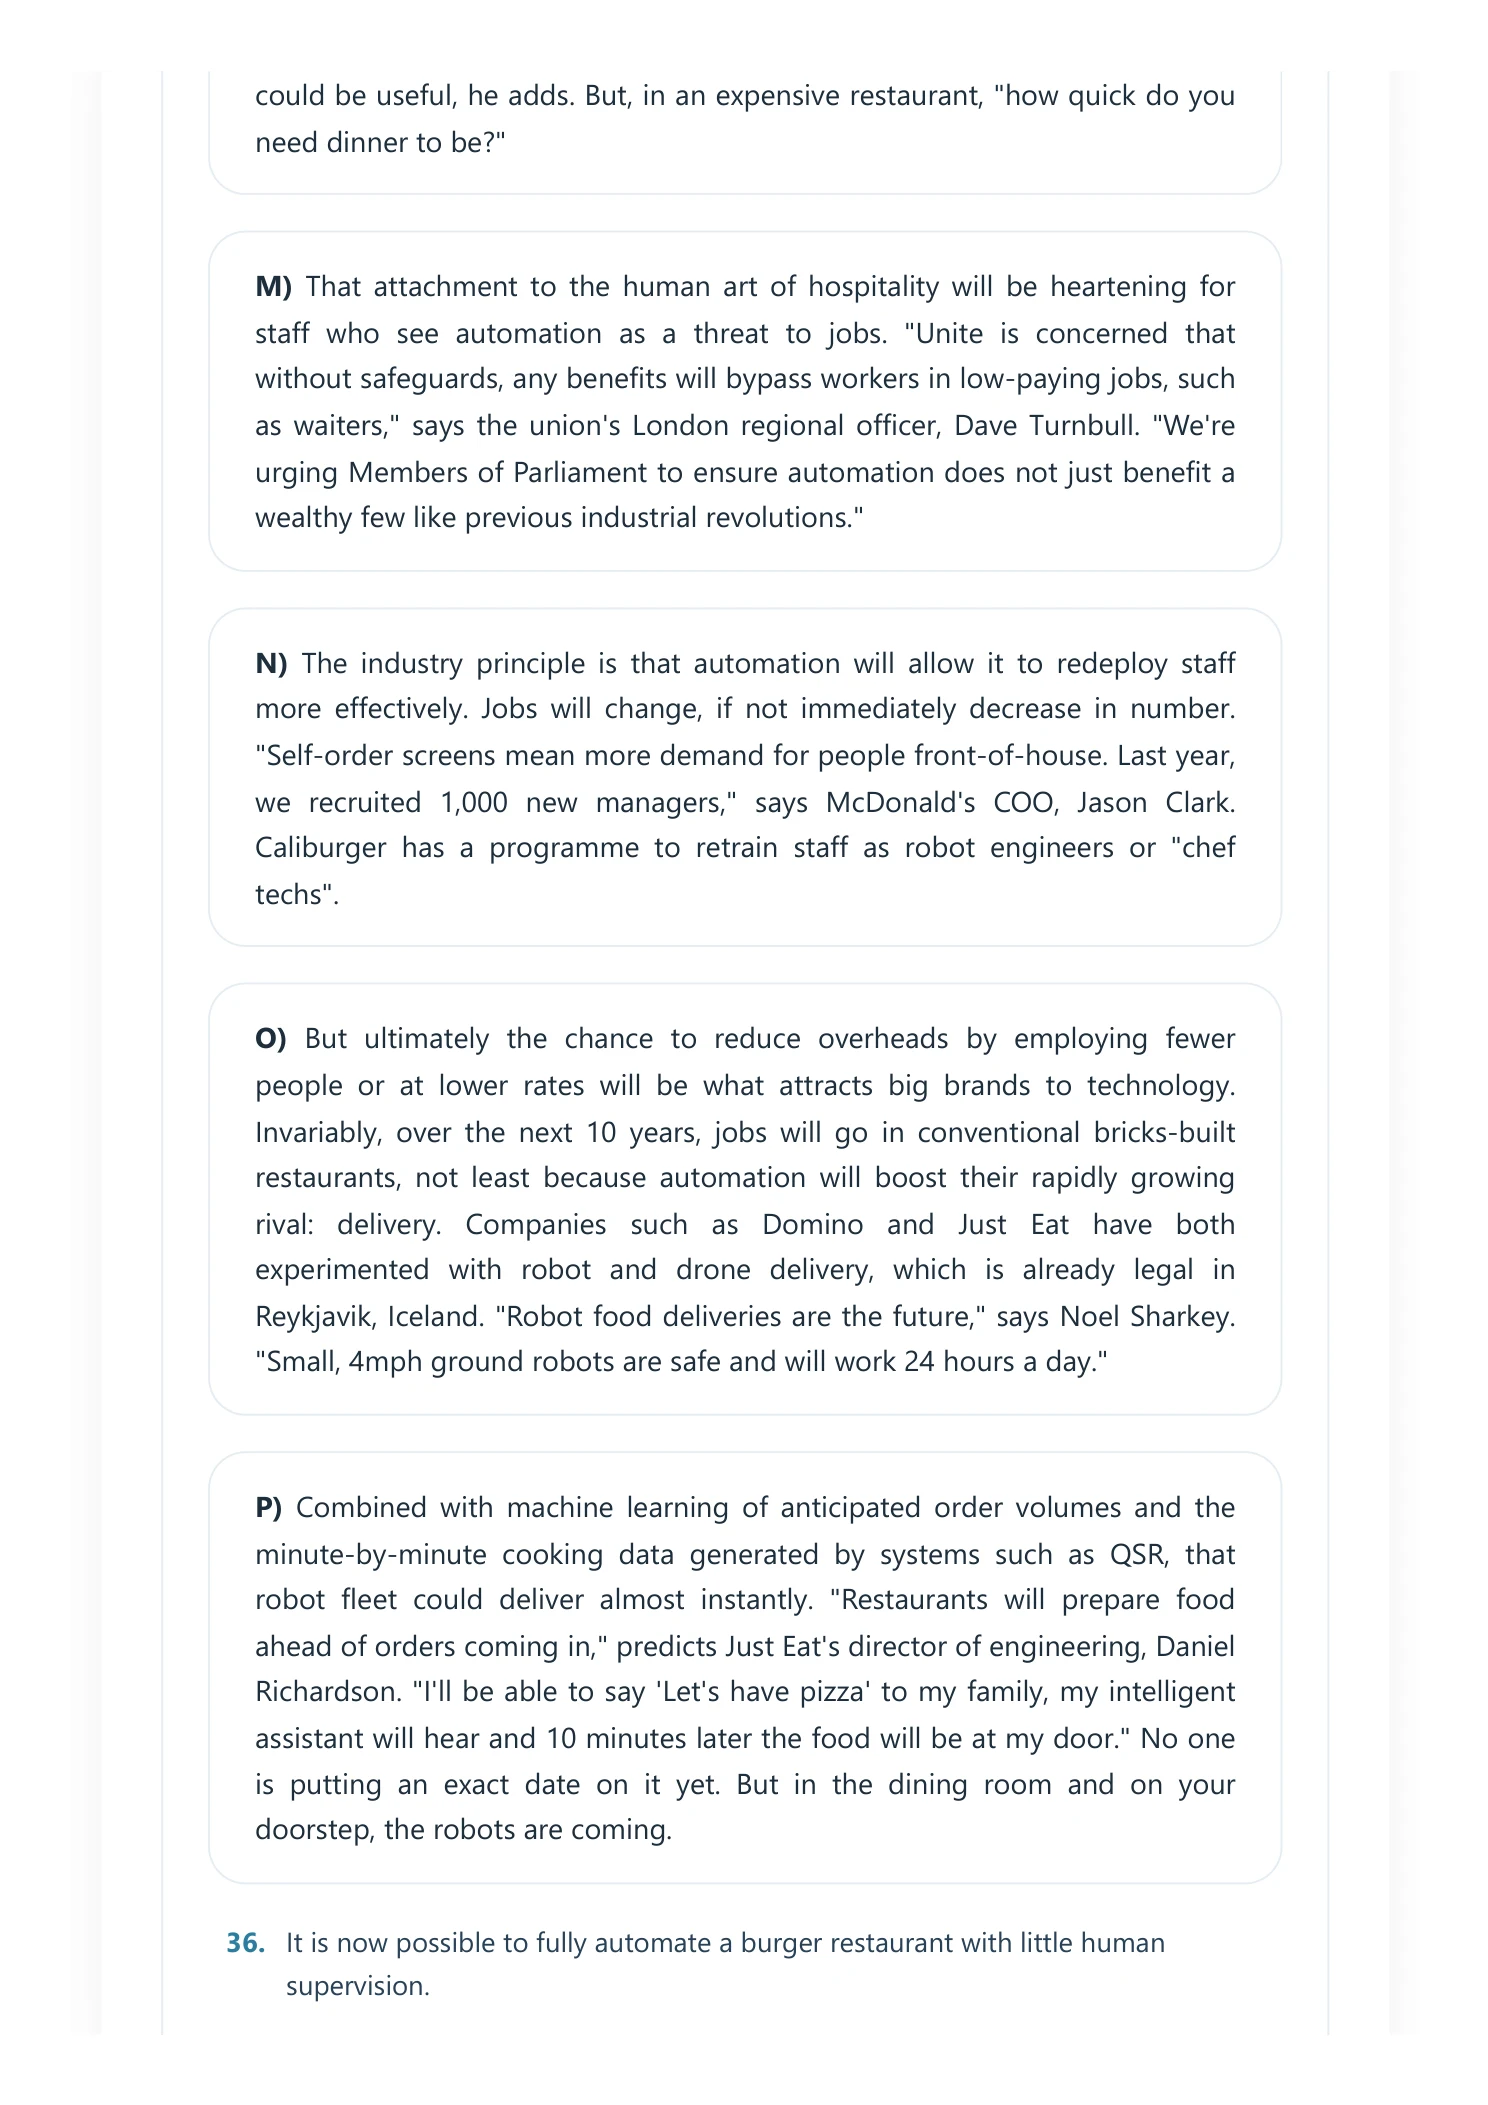 could be useful, he adds. But, in an expensive restaurant, "how quick do you
need dinner to be?"
M) That attachment to the human art of hospitality will be heartening for
staff who see automation as a threat to jobs. "Unite is concerned that
without safeguards, any benefits will bypass workers in low-paying jobs, such
as waiters," says the union's London regional officer, Dave Turnbull. "We're
urging Members of Parliament to ensure automation does not just benefit a
wealthy few like previous industrial revolutions."
N) The industry principle is that automation will allow it to redeploy staff
more effectively. Jobs will change, if not immediately decrease in number.
"Self-order screens mean more demand for people front-of-house. Last year,
we recruited 1,000 new managers," says McDonald's COO, Jason Clark.
Caliburger has a programme to retrain staff as robot engineers or "chef
techs".
O) But ultimately the chance to reduce overheads by employing fewer
people or at lower rates will be what attracts big brands to technology.
Invariably, over the next 10 years, jobs will go in conventional bricks-built
restaurants, not least because automation will boost their rapidly growing
rival: delivery. Companies such as Domino and Just Eat have both
experimented with robot and drone delivery, which is already legal in
Reykjavik, Iceland. "Robot food deliveries are the future," says Noel Sharkey.
"Small, 4mph ground robots are safe and will work 24 hours a day."
P) Combined with machine learning of anticipated order volumes and the
minute-by-minute cooking data generated by systems such as QSR, that
robot fleet could deliver almost instantly. "Restaurants will prepare food
ahead of orders coming in," predicts Just Eat's director of engineering, Daniel
Richardson. "I'll be able to say 'Let's have pizza' to my family, my intelligent
assistant will hear and 10 minutes later the food will be at my door." No one
is putting an exact date on it yet. But in the dining room and on your
doorstep, the robots are coming.
36. It is now possible to fully automate a burger restaurant with little human
supervision.